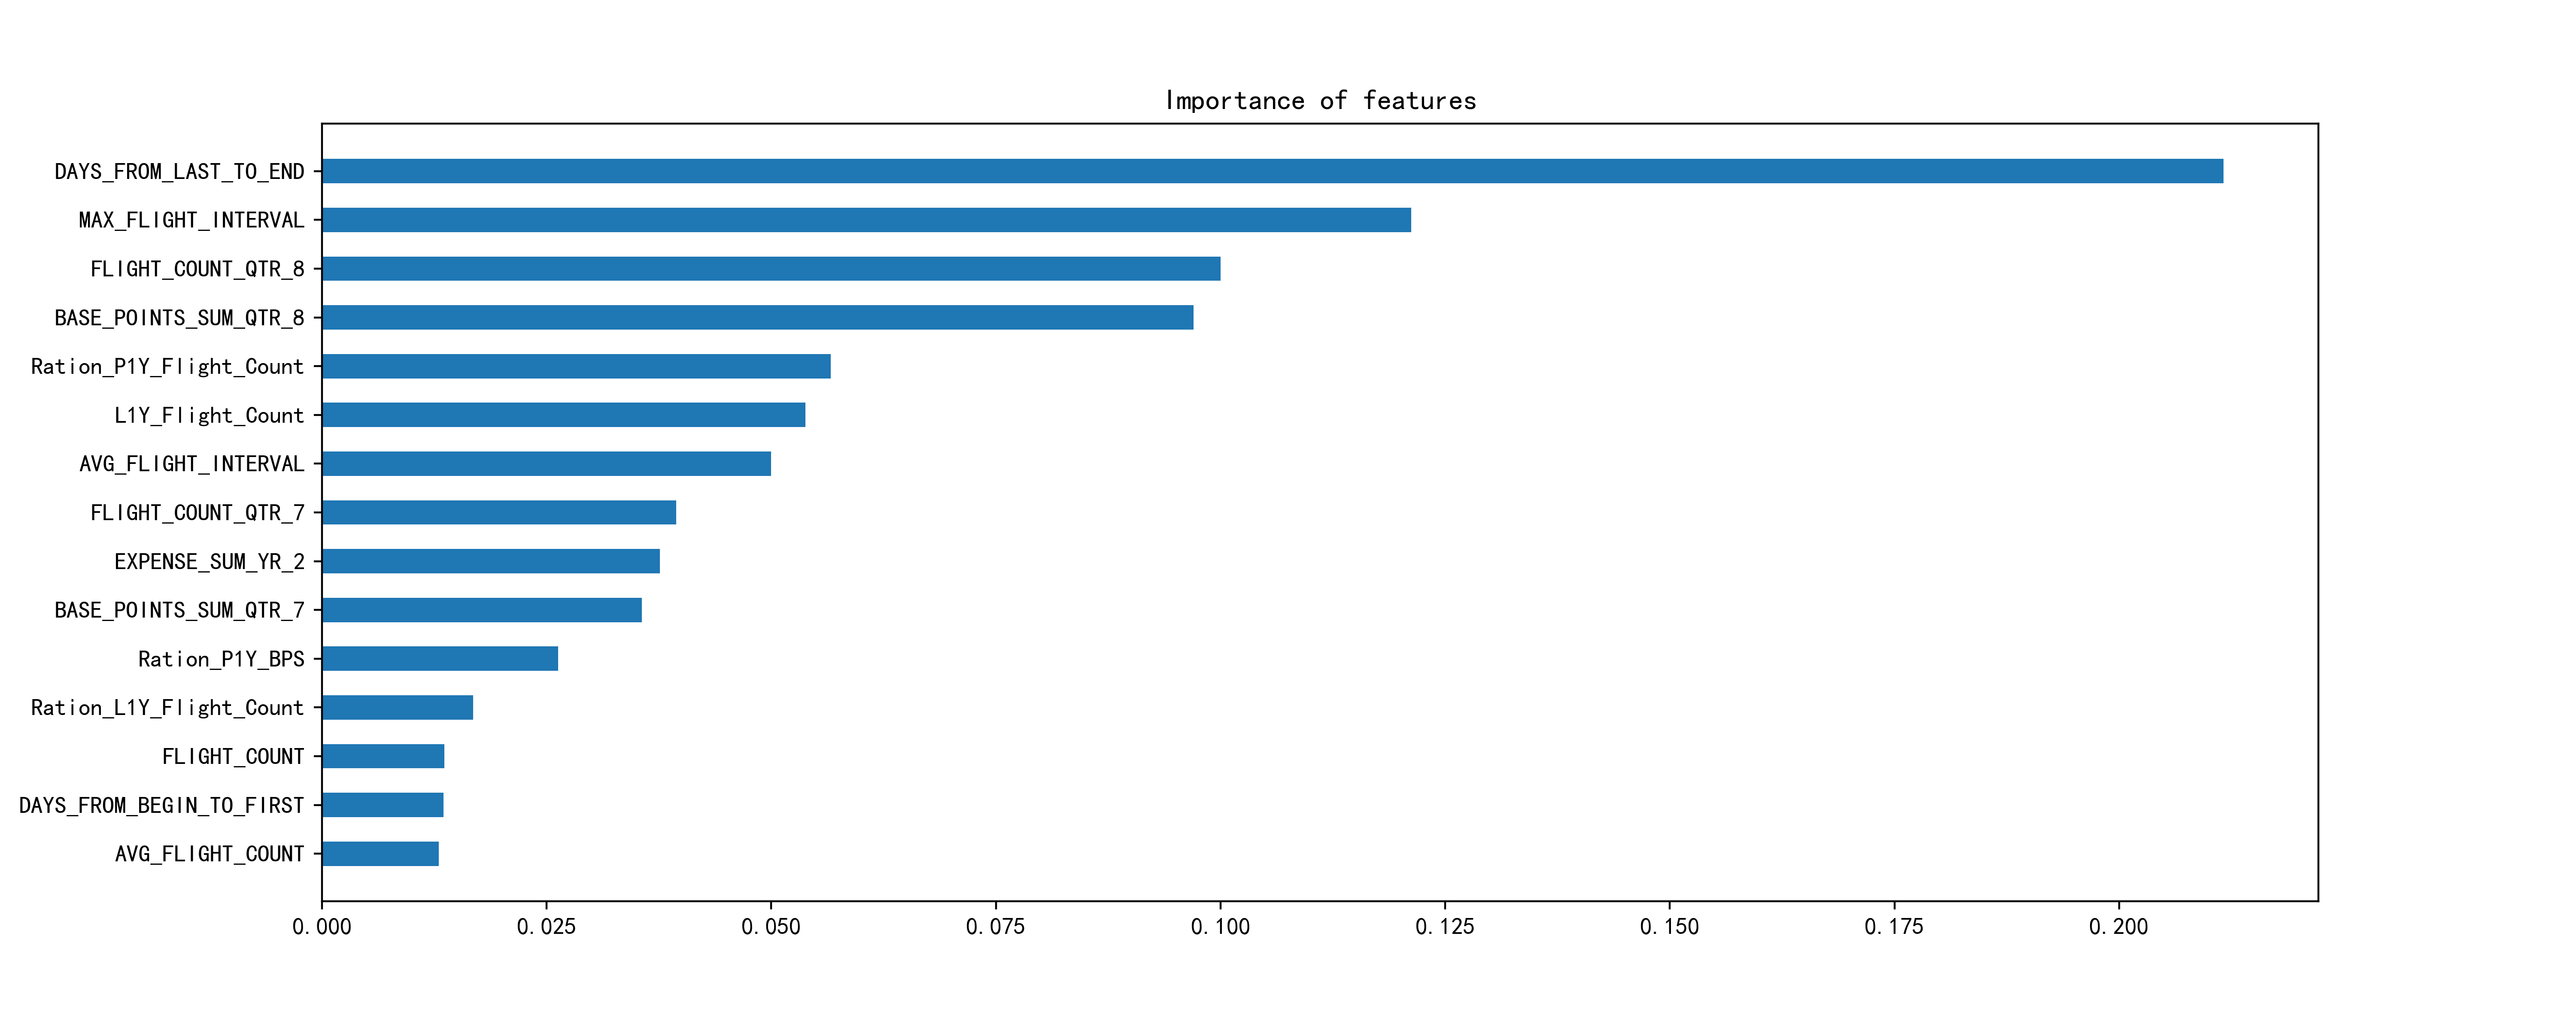 Importance of features
DAYS_FROM_LAST_TO_END
MAX_FLIGHT_INTERVAL
FLIGHT_COUNT_QTR_8
BASE_POINTS_SUM_QTR_8
Ration_P1Y_Flight_Count
L1Y_Flight_Count
AVG_FLIGHT_INTERVAL
FLIGHT_COUNT_QTR_7
EXPENSE_SUM_YR_2
BASE_POINTS_SUM_QTR_7
Ration_P1Y_BPS
Ration_L1Y_Flight_Count
FLIGHT_COUNT
DAYS_FROM_BEGIN_TO_FIRST
AVG_FLIGHT_COUNT
0.000 0.025 0.050 0.075 0.100 0.125 0.150 0.175 0.200